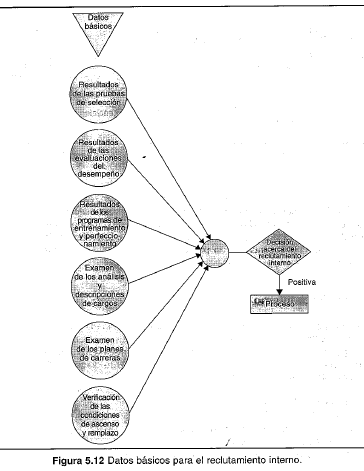 Datos
básicos
Resultados
de las pruebas
de selección
Resultados
de las
evaluaciones
del
desempeño
Resultados
de los
programas de
entrenamiento
y perfeccio-
namiento
Examen
de los análisis
y
descripciones
de cargos
Examen
de los planes
de carreras
Verificación
de las
condiciones
de ascenso
y remplazo
Decisión
acerca del
reclutamiento
interno
Positiva
Proceso
Figura 5.12 Datos básicos para el reclutamiento interno.